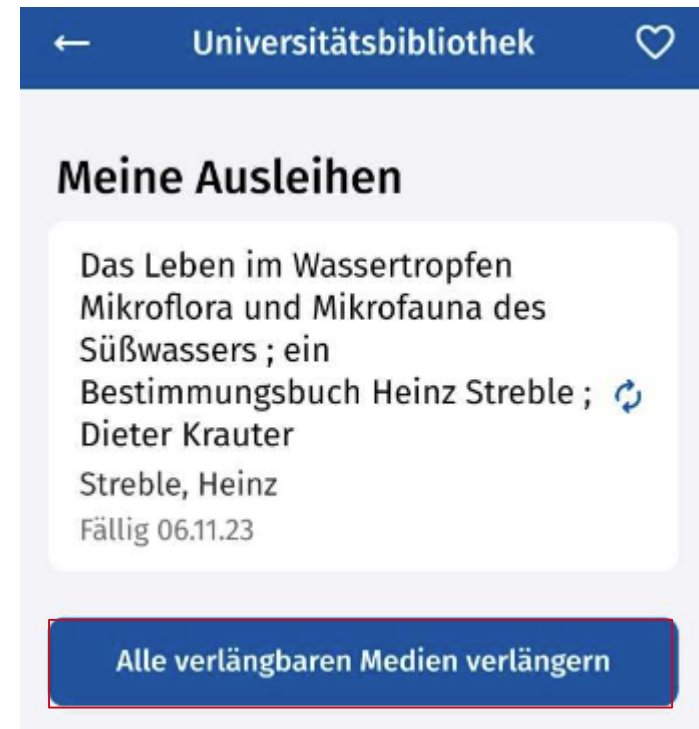 Universitätsbibliothek
Meine Ausleihen
Das Leben im Wassertropfen
Mikroflora und Mikrofauna des
Süßwassers ; ein
Bestimmungsbuch Heinz Streble ;
Dieter Krauter
Streble, Heinz
Fällig 06.11.23
Alle verlängbaren Medien verlängern